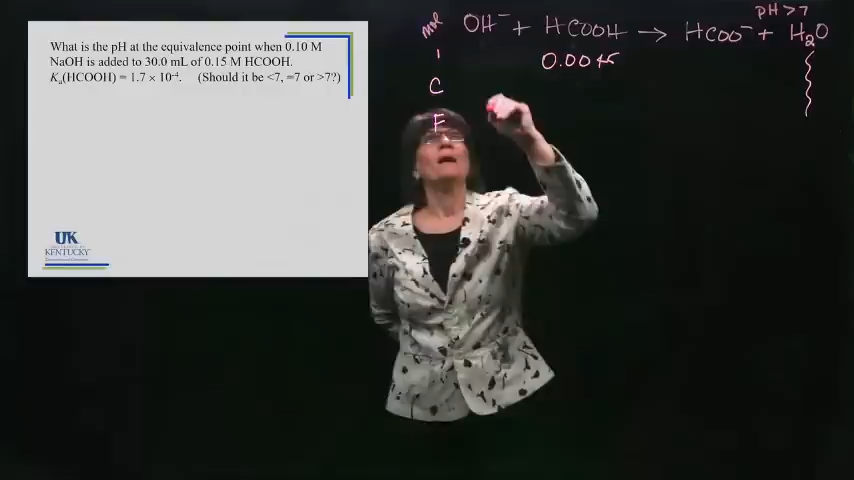 What is the pH at the equivalence point when 0.10 M
NaOH is added to 30.0 mL of 0.15 M HCOOH.
Kₐ(HCOOH) = 1.7 × 10⁻⁴. (Should it be <7, =7 or >7?)
UK
KENTUCKY
pH > 7
mol OH⁻ + HCOOH → HCOO⁻ + H₂O
I 0.0045
C
F